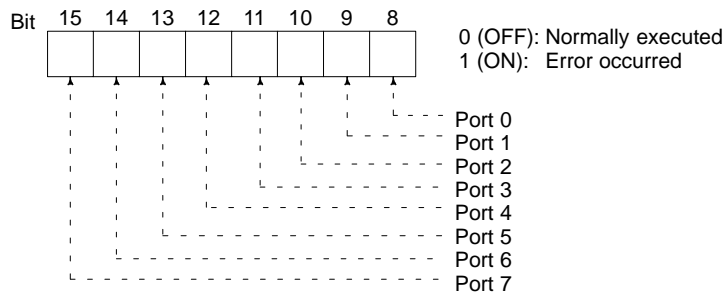 Bit 15 14 13 12 11 10 9 8
0 (OFF): Normally executed
1 (ON): Error occurred
Port 0
Port 1
Port 2
Port 3
Port 4
Port 5
Port 6
Port 7